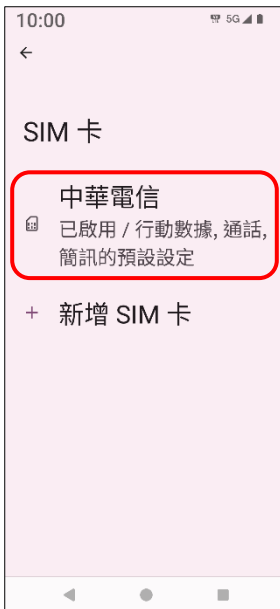 10:00 5G
SIM 卡
中華電信
已啟用 / 行動數據, 通話,
簡訊的預設設定
+ 新增 SIM 卡